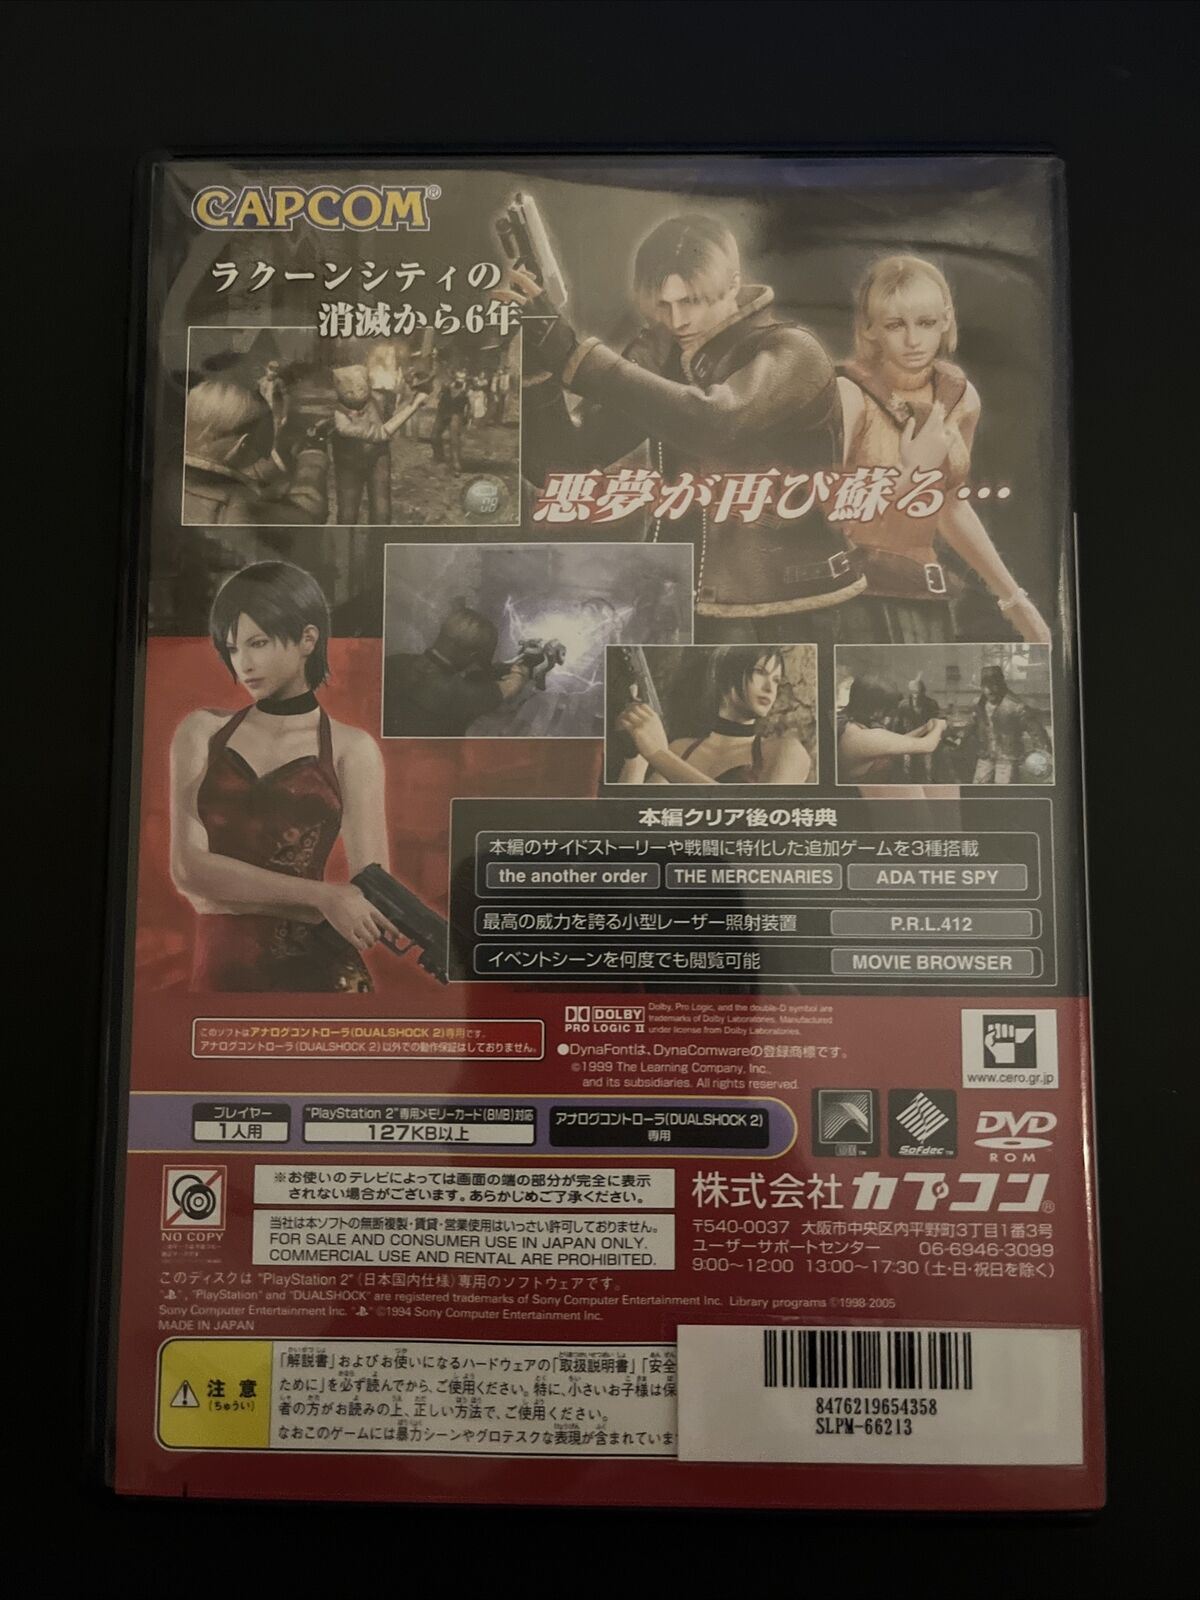 CAPCOM®
ラクーンシティの
消滅から6年—
悪夢が再び蘇る…
本編クリア後の特典
本編のサイドストーリーや戦闘に特化した追加ゲームを3種搭載
the another order THE MERCENARIES ADA THE SPY
最高の威力を誇る小型レーザー照射装置 P.R.L.412
イベントシーンを何度でも閲覧可能 MOVIE BROWSER
このソフトはアナログコントローラ(DUALSHOCK 2)専用です。
アナログコントローラ(DUALSHOCK 2)以外での動作保証はしておりません。
DOLBY
PRO LOGIC II
Dolby, Pro Logic, and the double-D symbol are
trademarks of Dolby Laboratories. Manufactured
under license from Dolby Laboratories.
●DynaFontは、DynaComwareの登録商標です。
©1999 The Learning Company, Inc.,
and its subsidiaries. All rights reserved.
www.cero.gr.jp
プレイヤー
1人用
"PlayStation 2"専用メモリーカード(8MB)対応
127KB以上
アナログコントローラ(DUALSHOCK 2)
専用
Sofdec™
DVD
ROM
NO COPY
※お使いのテレビによっては画面の端の部分が完全に表示
されない場合がございます。あらかじめご了承ください。
当社は本ソフトの無断複製・賃貸・営業使用はいっさい許可しておりません。
FOR SALE AND CONSUMER USE IN JAPAN ONLY.
COMMERCIAL USE AND RENTAL ARE PROHIBITED.
株式会社カプコン®
〒540-0037 大阪市中央区内平野町3丁目1番3号
ユーザーサポートセンター 06-6946-3099
9:00〜12:00 13:00〜17:30(土・日・祝日を除く)
このディスクは "PlayStation 2"(日本国内仕様)専用のソフトウェアです。
" ", "PlayStation" and "DUALSHOCK" are registered trademarks of Sony Computer Entertainment Inc. Library programs ©1998-2005
Sony Computer Entertainment Inc. " " ©1994 Sony Computer Entertainment Inc.
MADE IN JAPAN
注意
(ちゅうい)
「解説書」およびお使いになるハードウェアの「取扱説明書」「安全
ために」を必ず読んでから、ご使用ください。特に、小さいお子様は保
者の方がお読みの上、正しい方法で、ご使用ください。
なおこのゲームには暴力シーンやグロテスクな表現が含まれていま
8476219654358
SLPM-66213